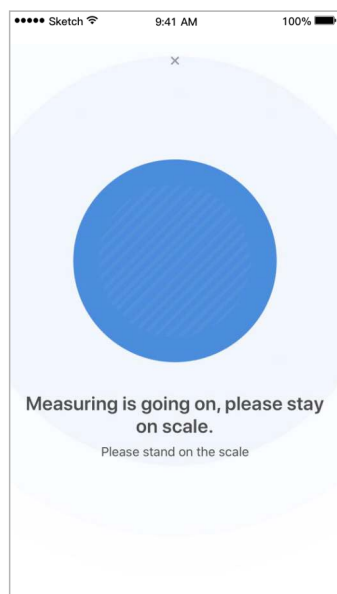 Sketch 9:41 AM 100%
Measuring is going on, please stay
on scale.
Please stand on the scale